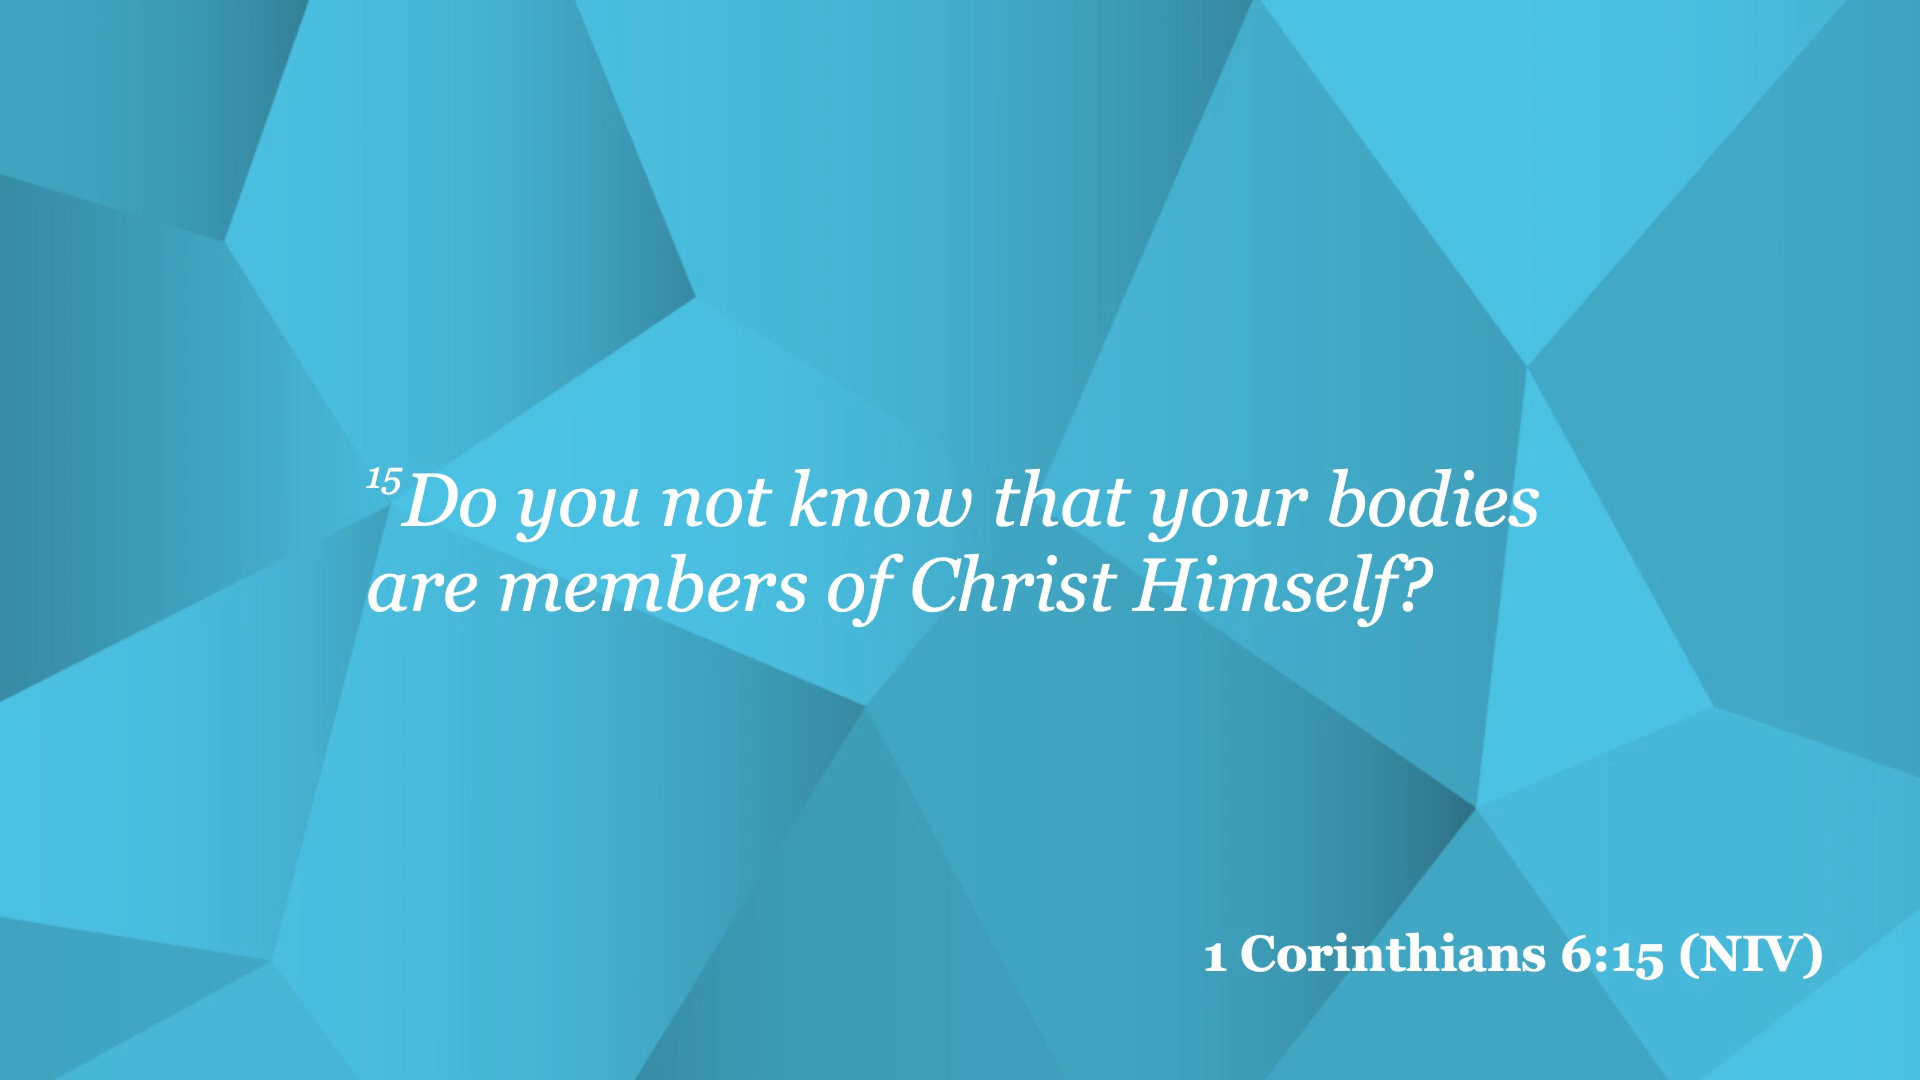 15Do you not know that your bodies
are members of Christ Himself?
1 Corinthians 6:15 (NIV)